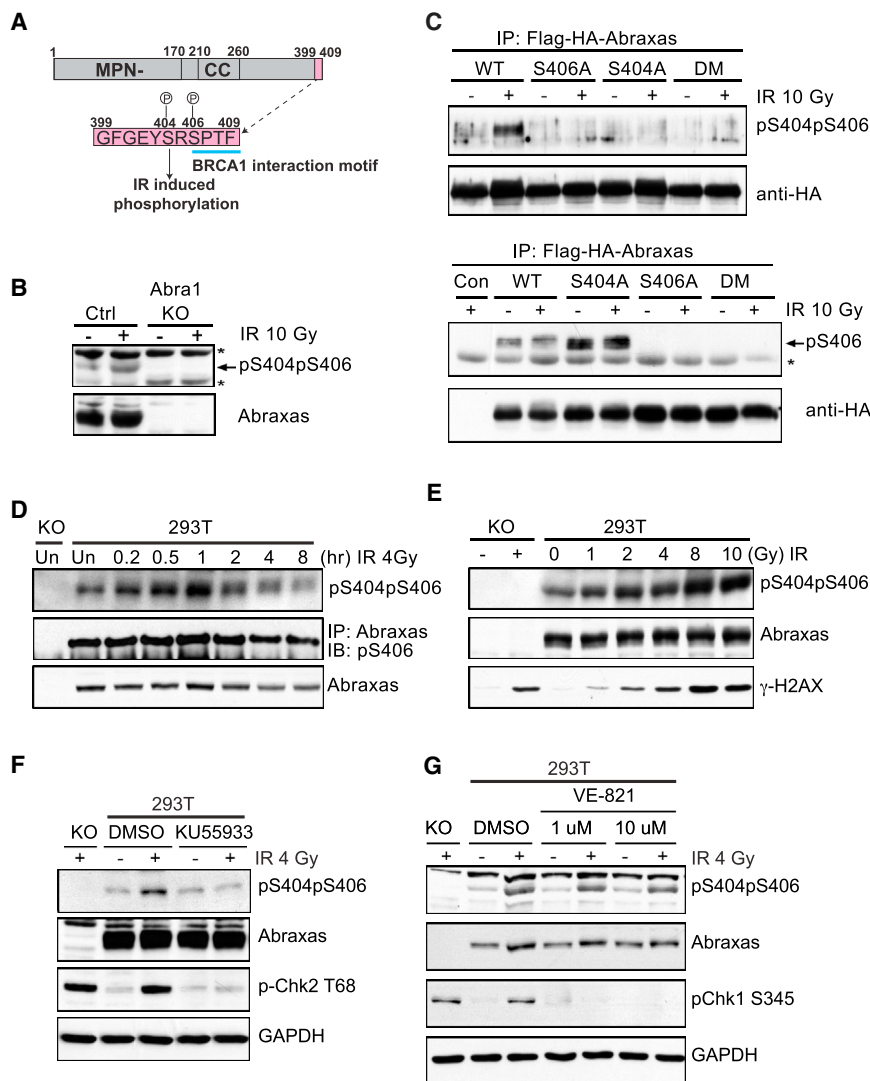 A
1 170 210 260 399 409
MPN- CC
P P
399 404 406 409
GFGEYSRSPTF
BRCA1 interaction motif
IR induced
phosphorylation
B
Abra1
Ctrl KO
- + - + IR 10 Gy
*
pS404pS406
*
Abraxas
C
IP: Flag-HA-Abraxas
WT S406A S404A DM
- + - + - + - + IR 10 Gy
pS404pS406
anti-HA
IP: Flag-HA-Abraxas
Con WT S404A S406A DM
+ - + - + - + - + IR 10 Gy
pS406
*
anti-HA
D
KO 293T
Un Un 0.2 0.5 1 2 4 8 (hr) IR 4Gy
pS404pS406
IP: Abraxas
IB: pS406
Abraxas
E
KO 293T
- + 0 1 2 4 8 10 (Gy) IR
pS404pS406
Abraxas
γ-H2AX
F
293T
KO DMSO KU55933
+ - + - + IR 4 Gy
pS404pS406
Abraxas
p-Chk2 T68
GAPDH
G
293T
VE-821
KO DMSO 1 uM 10 uM
+ - + - + - + IR 4 Gy
pS404pS406
Abraxas
pChk1 S345
GAPDH